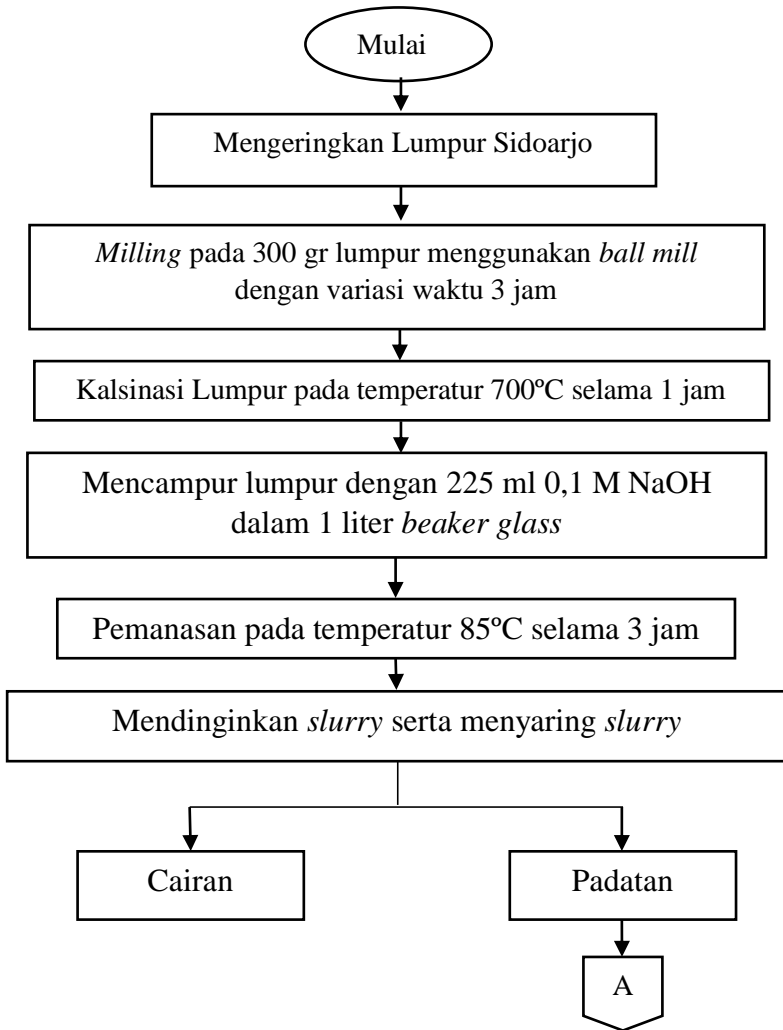 Mulai
Mengeringkan Lumpur Sidoarjo
Milling pada 300 gr lumpur menggunakan ball mill
dengan variasi waktu 3 jam
Kalsinasi Lumpur pada temperatur 700ºC selama 1 jam
Mencampur lumpur dengan 225 ml 0,1 M NaOH
dalam 1 liter beaker glass
Pemanasan pada temperatur 85ºC selama 3 jam
Mendinginkan slurry serta menyaring slurry
Cairan
Padatan
A